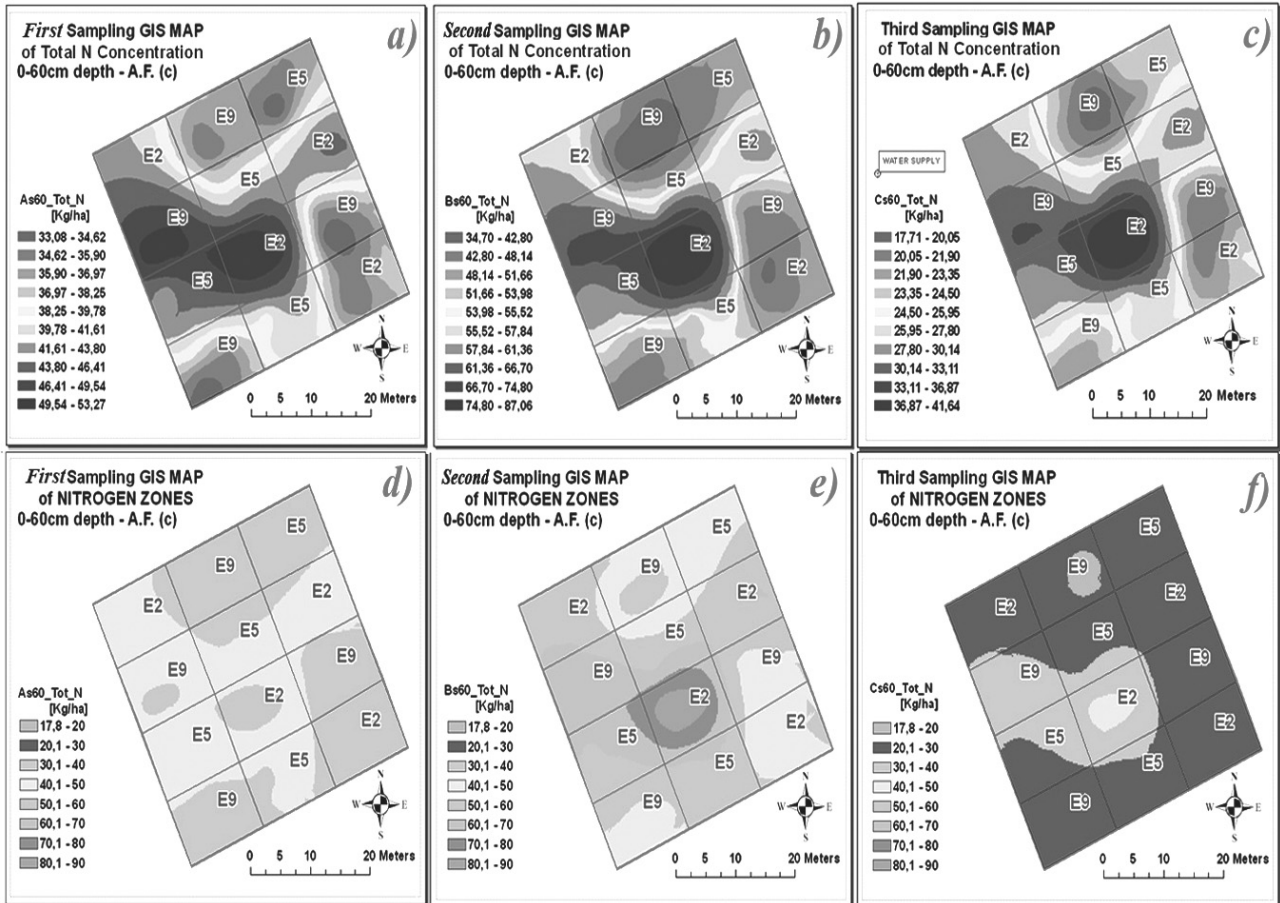 First Sampling GIS MAP
of Total N Concentration
0-60cm depth - A.F. (c)
a)
E5
E9
E2
E2
E5
E9
E9
E2
E2
E5
E5
E9
As60_Tot_N
[Kg/ha]
33,08 - 34,62
34,62 - 35,90
35,90 - 36,97
36,97 - 38,25
38,25 - 39,78
39,78 - 41,61
41,61 - 43,80
43,80 - 46,41
46,41 - 49,54
49,54 - 53,27
N
W E
S
0 5 10 20 Meters
Second Sampling GIS MAP
of Total N Concentration
0-60cm depth - A.F. (c)
b)
E5
E9
E2
E2
E5
E9
E9
E2
E2
E5
E5
E9
Bs60_Tot_N
[Kg/ha]
34,70 - 42,80
42,80 - 48,14
48,14 - 51,66
51,66 - 53,98
53,98 - 55,52
55,52 - 57,84
57,84 - 61,36
61,36 - 66,70
66,70 - 74,80
74,80 - 87,06
N
W E
S
0 5 10 20 Meters
Third Sampling GIS MAP
of Total N Concentration
0-60cm depth - A.F. (c)
c)
WATER SUPPLY
E5
E9
E2
E2
E5
E9
E9
E2
E2
E5
E5
E9
Cs60_Tot_N
[Kg/ha]
17,71 - 20,05
20,05 - 21,90
21,90 - 23,35
23,35 - 24,50
24,50 - 25,95
25,95 - 27,80
27,80 - 30,14
30,14 - 33,11
33,11 - 36,87
36,87 - 41,64
N
W E
S
0 5 10 20 Meters
First Sampling GIS MAP
of NITROGEN ZONES
0-60cm depth - A.F. (c)
d)
E5
E9
E2
E2
E5
E9
E9
E2
E2
E5
E5
E9
As60_Tot_N
[Kg/ha]
17,8 - 20
20,1 - 30
30,1 - 40
40,1 - 50
50,1 - 60
60,1 - 70
70,1 - 80
80,1 - 90
N
W E
S
0 5 10 20 Meters
Second Sampling GIS MAP
of NITROGEN ZONES
0-60cm depth - A.F. (c)
e)
E5
E9
E2
E2
E5
E9
E9
E2
E2
E5
E5
E9
Bs60_Tot_N
[Kg/ha]
17,8 - 20
20,1 - 30
30,1 - 40
40,1 - 50
50,1 - 60
60,1 - 70
70,1 - 80
80,1 - 90
N
W E
S
0 5 10 20 Meters
Third Sampling GIS MAP
of NITROGEN ZONES
0-60cm depth - A.F. (c)
f)
E5
E9
E2
E2
E5
E9
E9
E2
E2
E5
E5
E9
Cs60_Tot_N
[Kg/ha]
17,8 - 20
20,1 - 30
30,1 - 40
40,1 - 50
50,1 - 60
60,1 - 70
70,1 - 80
80,1 - 90
N
W E
S
0 5 10 20 Meters